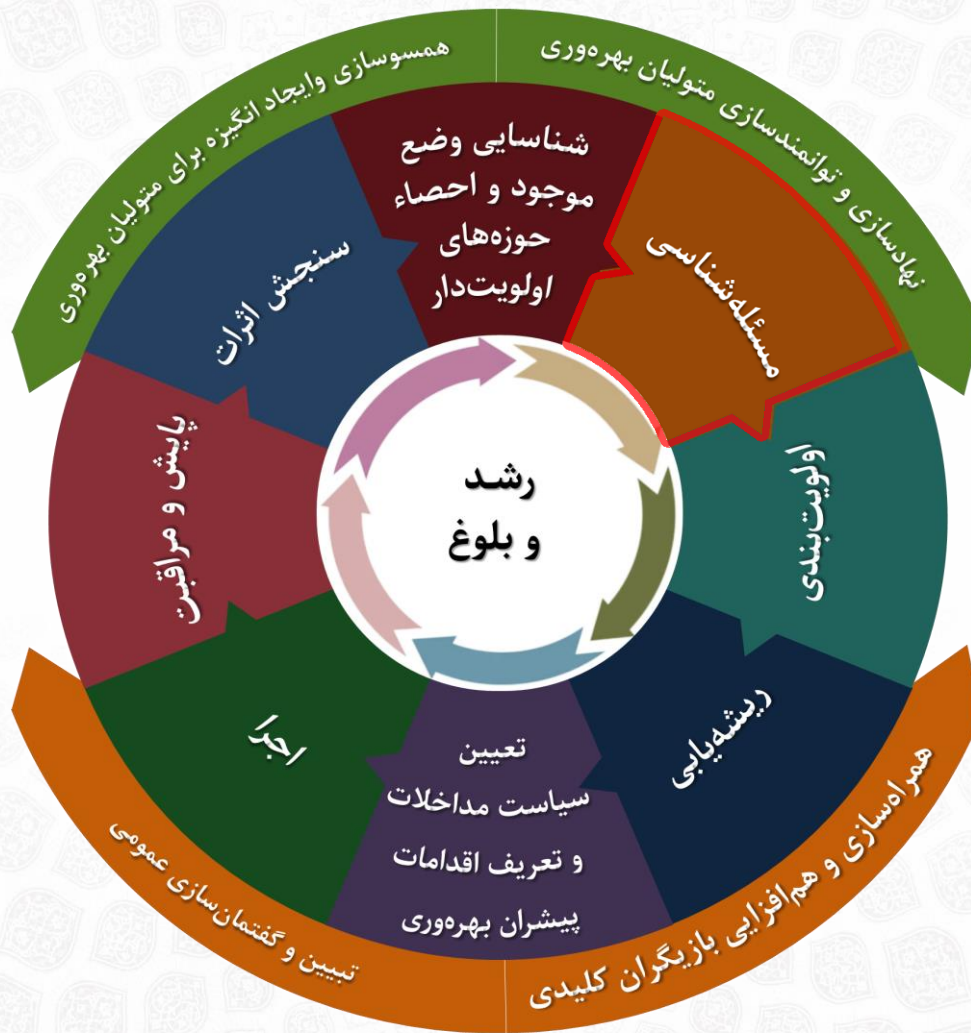 همسوسازی وایجاد انگیزه برای متولیان بهره‌وری
نهادسازی و توانمندسازی متولیان بهره‌وری
شناسایی وضع
موجود و احصاء
حوزه‌های
اولویت‌دار
مسئله‌شناسی
اولویت‌بندی
ریشه‌یابی
تعیین
سیاست مداخلات
و تعریف اقدامات
پیشران بهره‌وری
اجرا
پایش و مراقبت
سنجش اثرات
رشد
و بلوغ
همراه‌سازی و هم‌افزایی بازیگران کلیدی
تبیین و گفتمان‌سازی عمومی